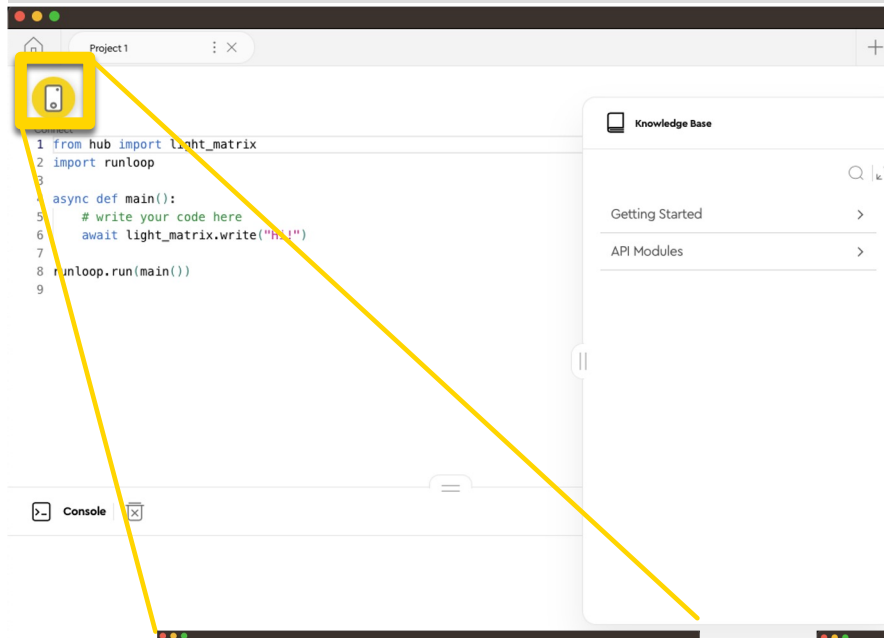 Project 1
Connect
1 from hub import light_matrix
2 import runloop
3
4 async def main():
5     # write your code here
6     await light_matrix.write("Hi!")
7
8 runloop.run(main())
9
Knowledge Base
Getting Started
API Modules
Console